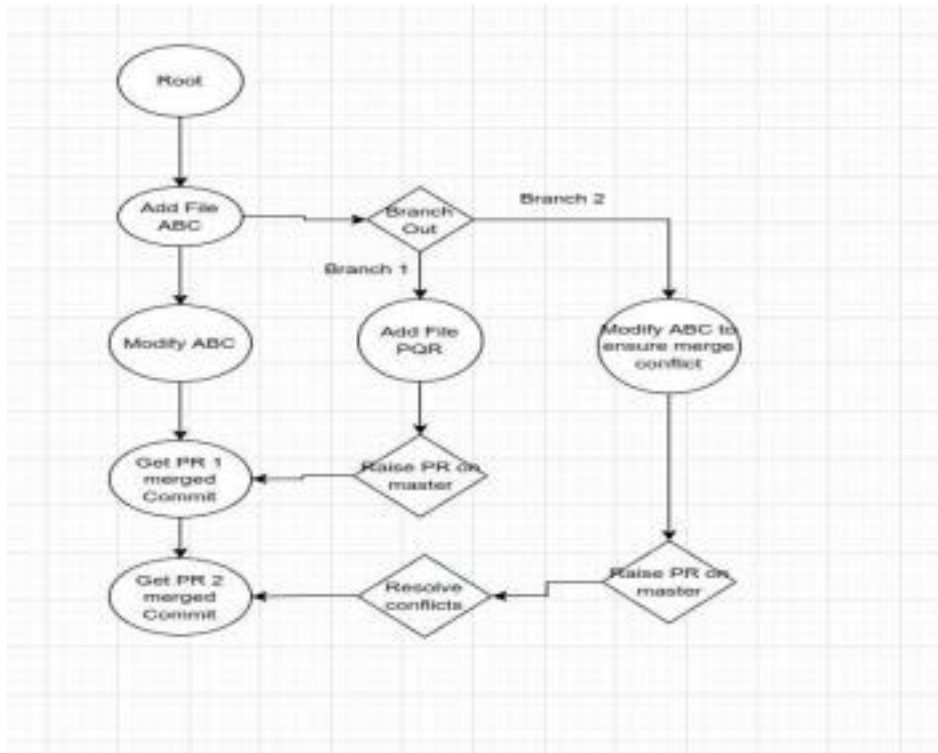 Root
Add File
ABC
Branch
Out
Branch 2
Branch 1
Modify ABC
Add File
PQR
Modify ABC to
ensure merge
conflict
Get PR 1
merged
Commit
Raise PR on
master
Get PR 2
merged
Commit
Resolve
conflicts
Raise PR on
master